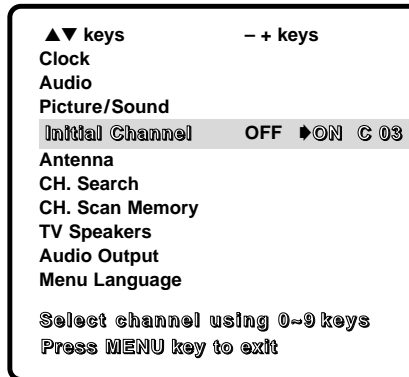 ▲▼ keys – + keys
Clock
Audio
Picture/Sound
Initial Channel OFF ➧ON C 03
Antenna
CH. Search
CH. Scan Memory
TV Speakers
Audio Output
Menu Language
Select channel using 0~9 keys
Press MENU key to exit